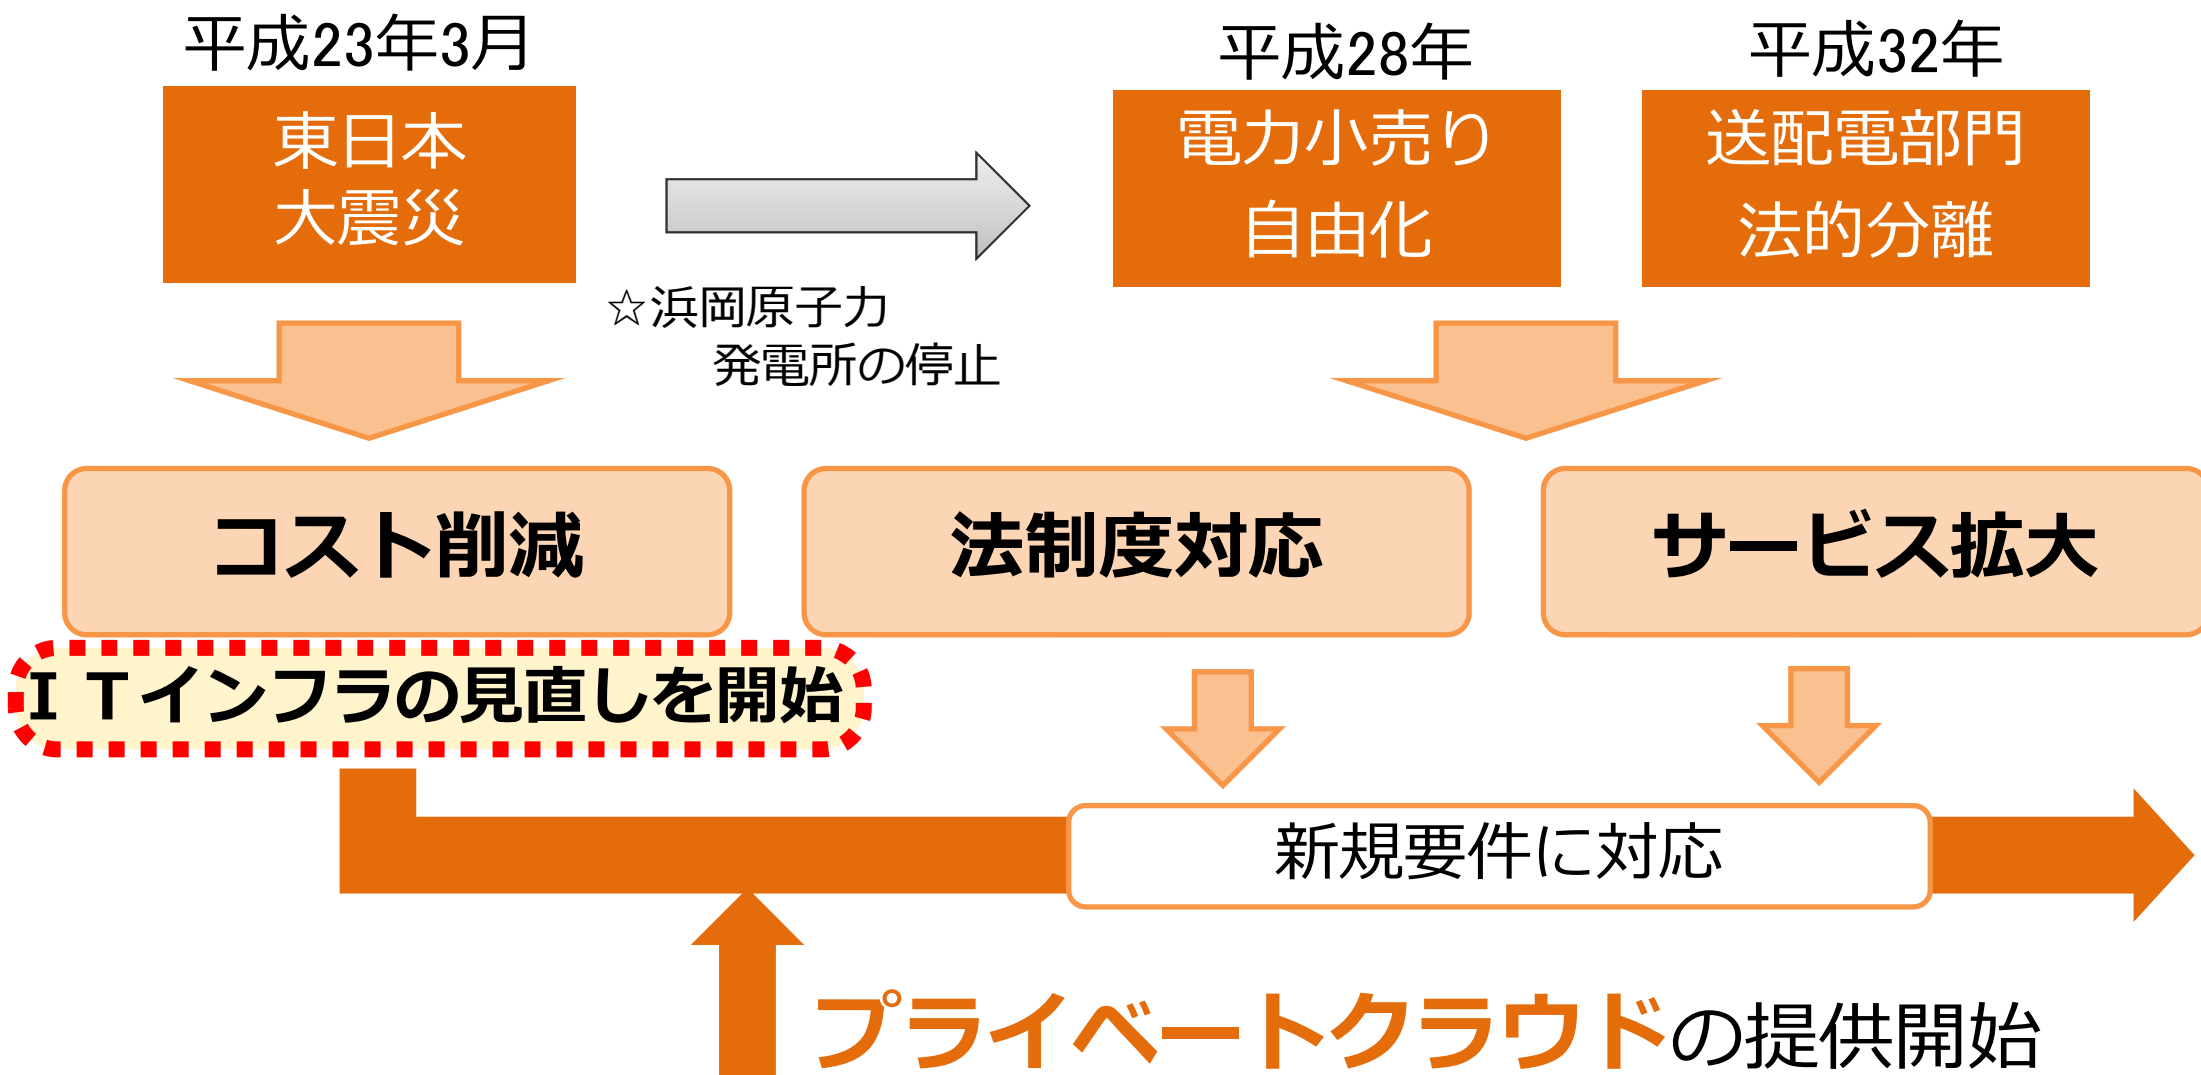 平成23年3月
東日本
大震災
☆浜岡原子力
発電所の停止
平成28年
電力小売り
自由化
平成32年
送配電部門
法的分離
コスト削減
法制度対応
サービス拡大
ＩＴインフラの見直しを開始
新規要件に対応
プライベートクラウドの提供開始